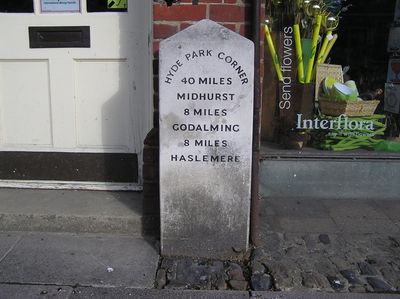 HYDE PARK CORNER
40 MILES
MIDHURST
8 MILES
GODALMING
8 MILES
HASLEMERE
Send flowers
Interflora